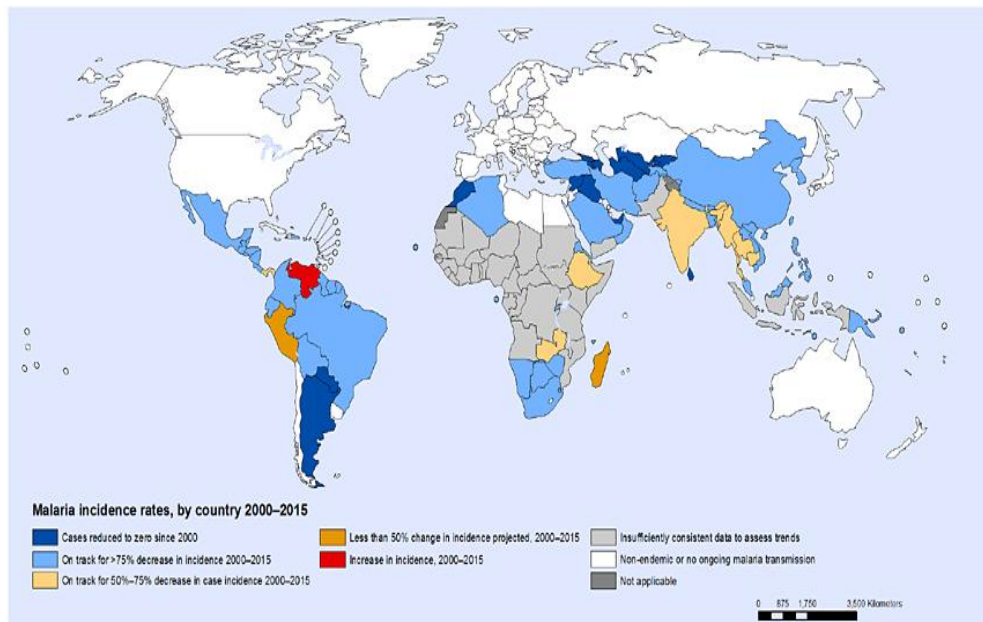 Malaria incidence rates, by country 2000–2015
Cases reduced to zero since 2000
On track for >75% decrease in incidence 2000–2015
On track for 50%–75% decrease in case incidence 2000–2015
Less than 50% change in incidence projected, 2000–2015
Increase in incidence, 2000–2015
Insufficiently consistent data to assess trends
Non-endemic or no ongoing malaria transmission
Not applicable
0 875 1,750 3,500 Kilometers